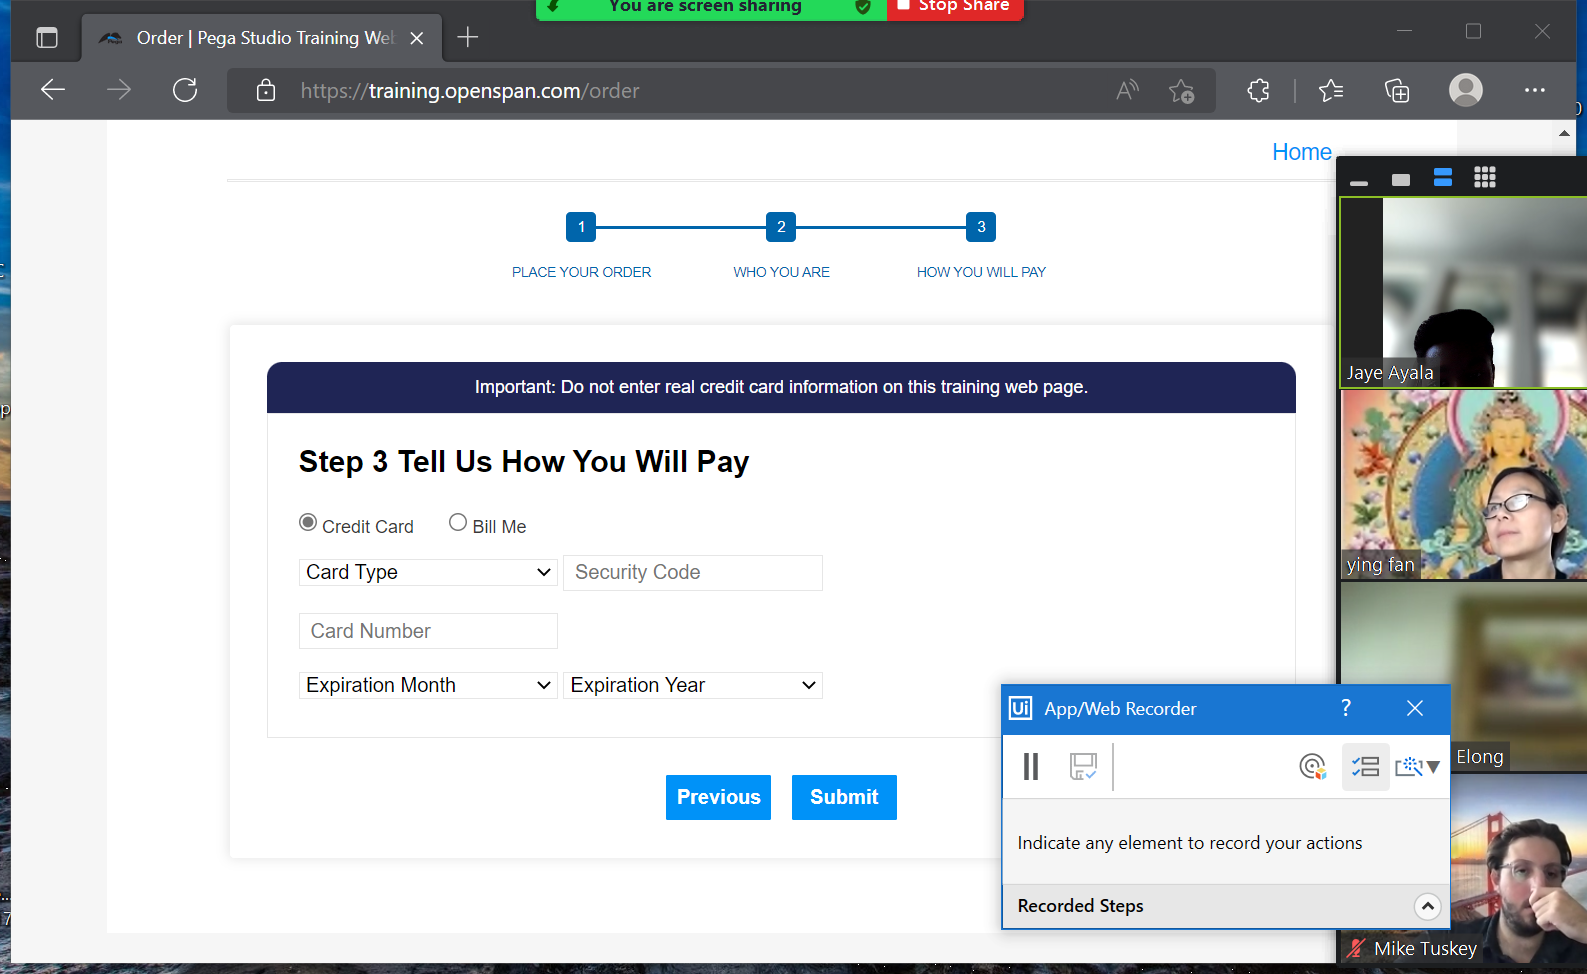 You are screen sharing
Stop Share
Order | Pega Studio Training Web
https://training.openspan.com/order
Home
1
2
3
PLACE YOUR ORDER
WHO YOU ARE
HOW YOU WILL PAY
Important: Do not enter real credit card information on this training web page.
Step 3 Tell Us How You Will Pay
Credit Card
Bill Me
Card Type
Security Code
Card Number
Expiration Month
Expiration Year
Previous
Submit
Jaye Ayala
ying fan
Elong
Mike Tuskey
Ui
App/Web Recorder
?
Indicate any element to record your actions
Recorded Steps